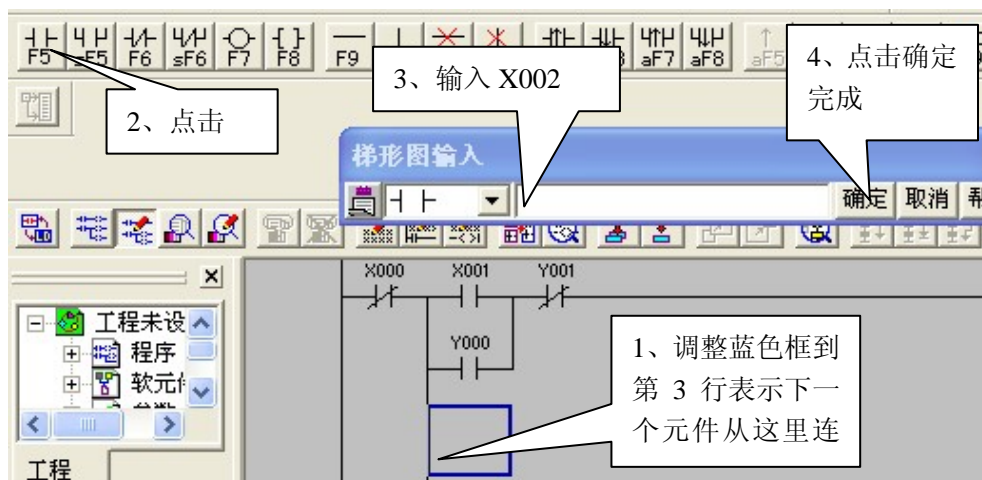 F5 sF5 F6 sF6 F7 F8 F9 aF7 aF8 aF5
3、输入 X002
4、点击确定
完成
2、点击
梯形图输入
确定 取消
X000 X001 Y001
工程未设
程序
Y000
软元件
1、调整蓝色框到
第 3 行表示下一
个元件从这里连
工程